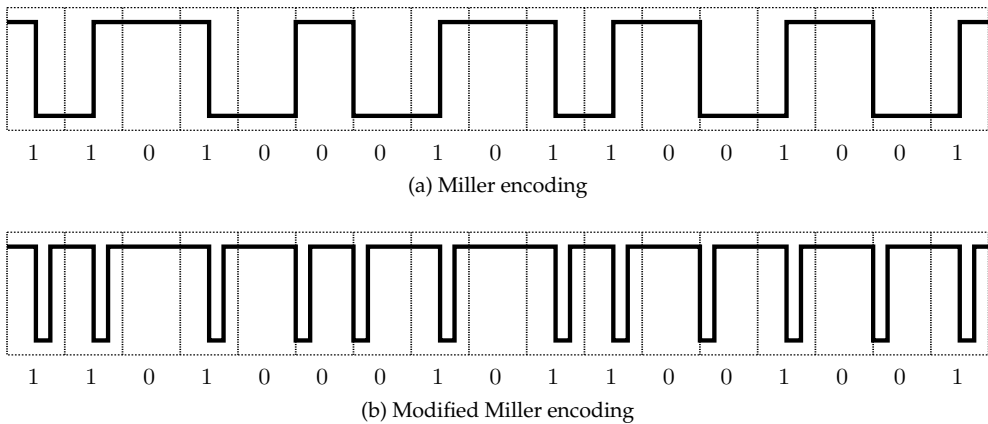 1 1 0 1 0 0 0 1 0 1 1 0 0 1 0 0 1
(a) Miller encoding
1 1 0 1 0 0 0 1 0 1 1 0 0 1 0 0 1
(b) Modified Miller encoding